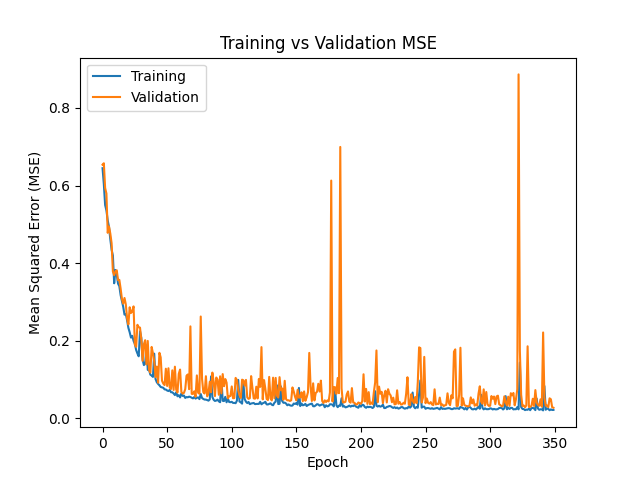 Training vs Validation MSE
Training
Validation
Mean Squared Error (MSE)
0.8
0.6
0.4
0.2
0.0
0 50 100 150 200 250 300 350
Epoch